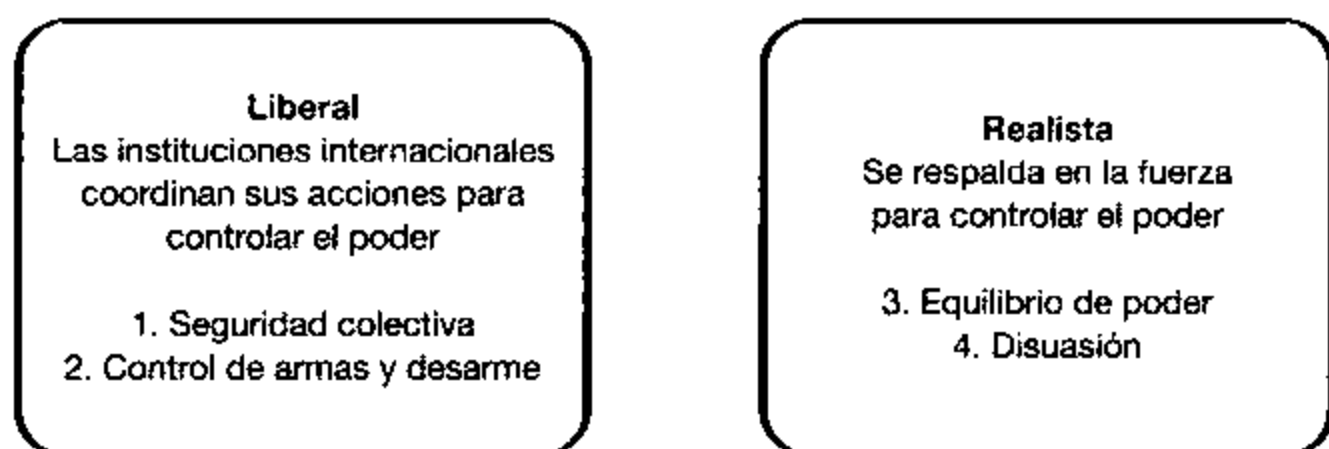 Liberal
Las instituciones internacionales
coordinan sus acciones para
controlar el poder
1. Seguridad colectiva
2. Control de armas y desarme
Realista
Se respalda en la fuerza
para controlar el poder
3. Equilibrio de poder
4. Disuasión